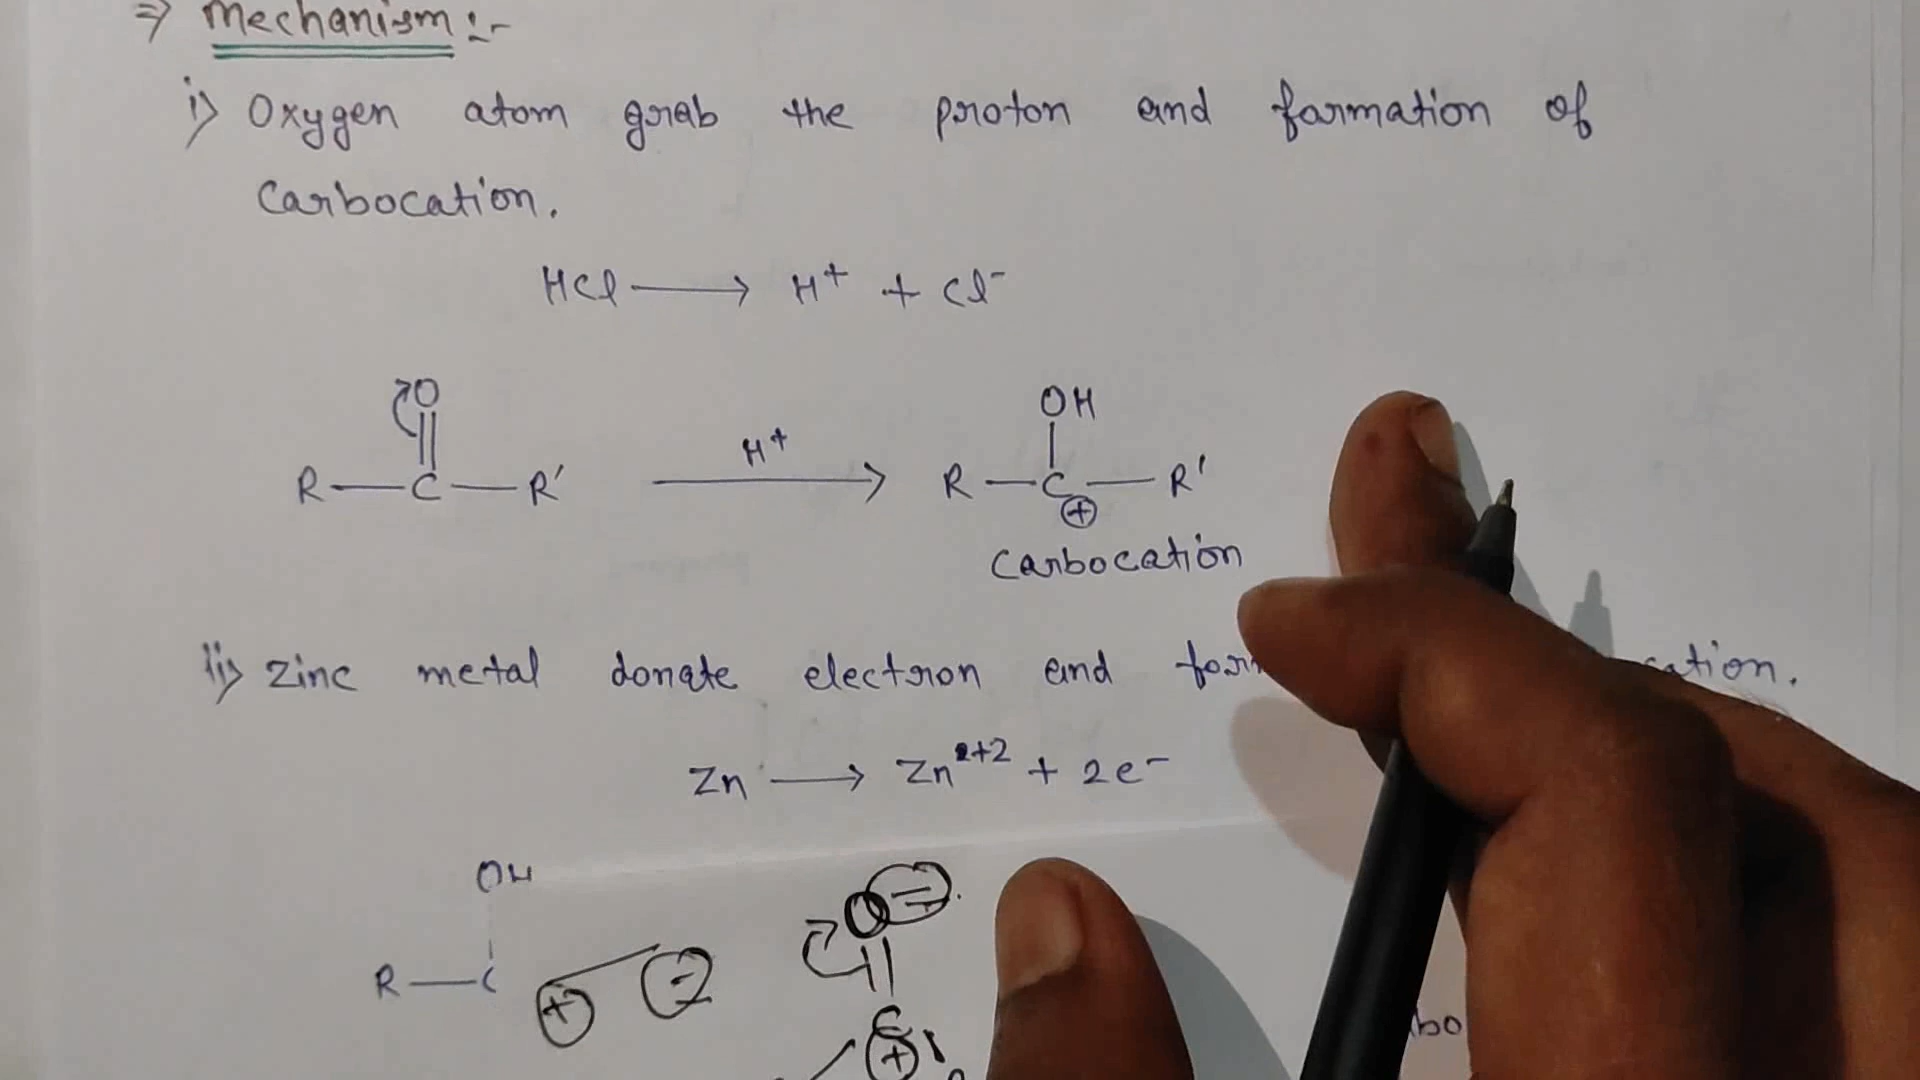 ⇒ Mechanism :-
i) Oxygen atom grab the proton and formation of
Carbocation.
HCl ⟶ H⁺ + Cl⁻
O OH
R—C—R' H⁺ ⟶ R—C—R'
⊕
Carbocation
ii) Zinc metal donate electron and form ation.
Zn ⟶ Zn⁺² + 2e⁻
OH O
R—C ⊕ C
⊕